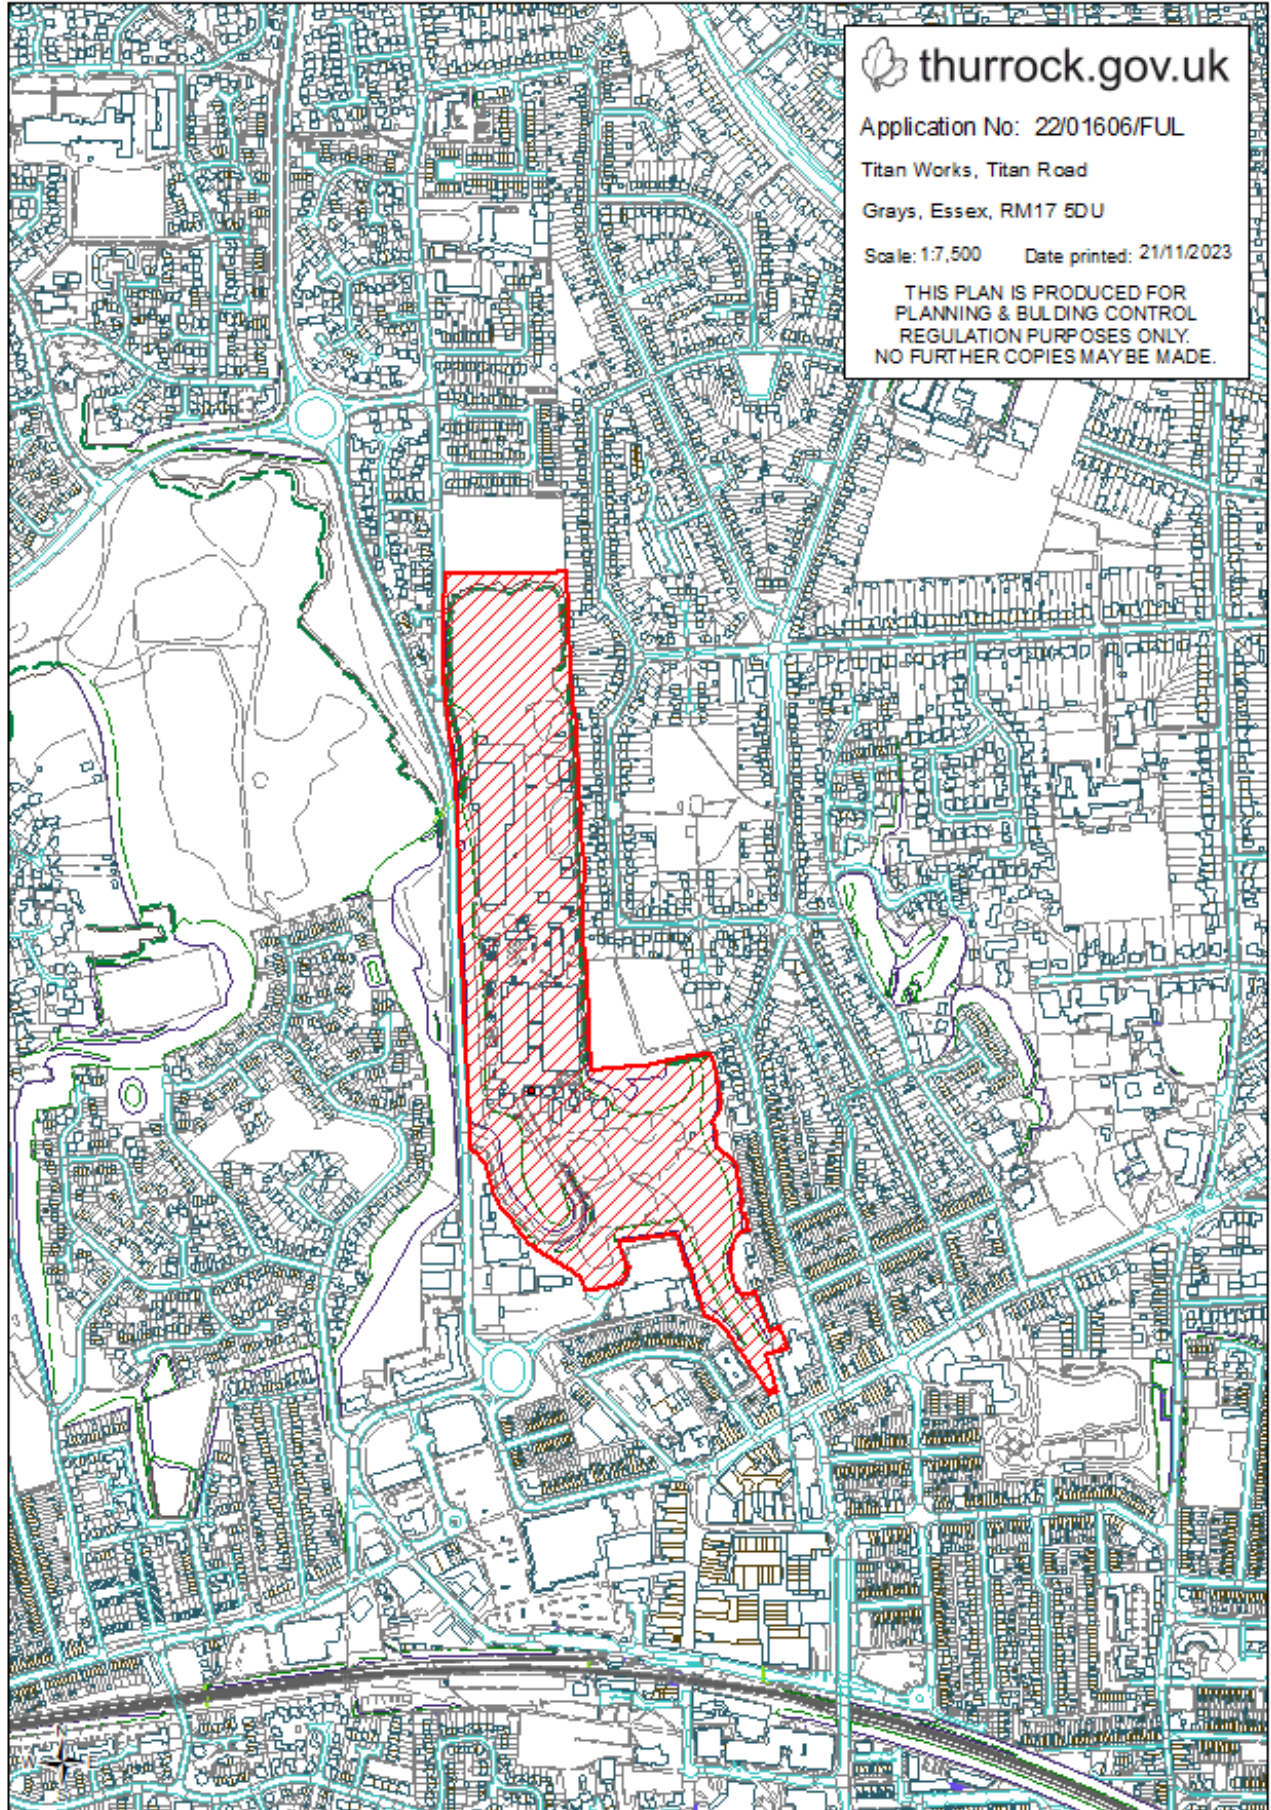 thurrock.gov.uk
Application No: 22/01606/FUL
Titan Works, Titan Road
Grays, Essex, RM17 5DU
Scale: 1:7,500 Date printed: 21/11/2023
THIS PLAN IS PRODUCED FOR
PLANNING & BULDING CONTROL
REGULATION PURPOSES ONLY.
NO FURTHER COPIES MAY BE MADE.
N
W E